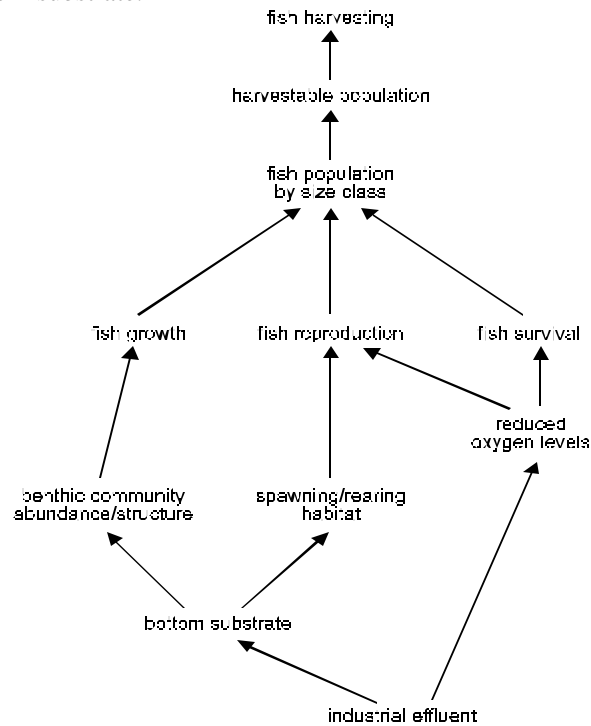 fish harvesting
harvestable population
fish population
by size class
fish growth
fish reproduction
fish survival
reduced
oxygen levels
benthic community
abundance/structure
spawning/rearing
habitat
bottom substrate
industrial effluent